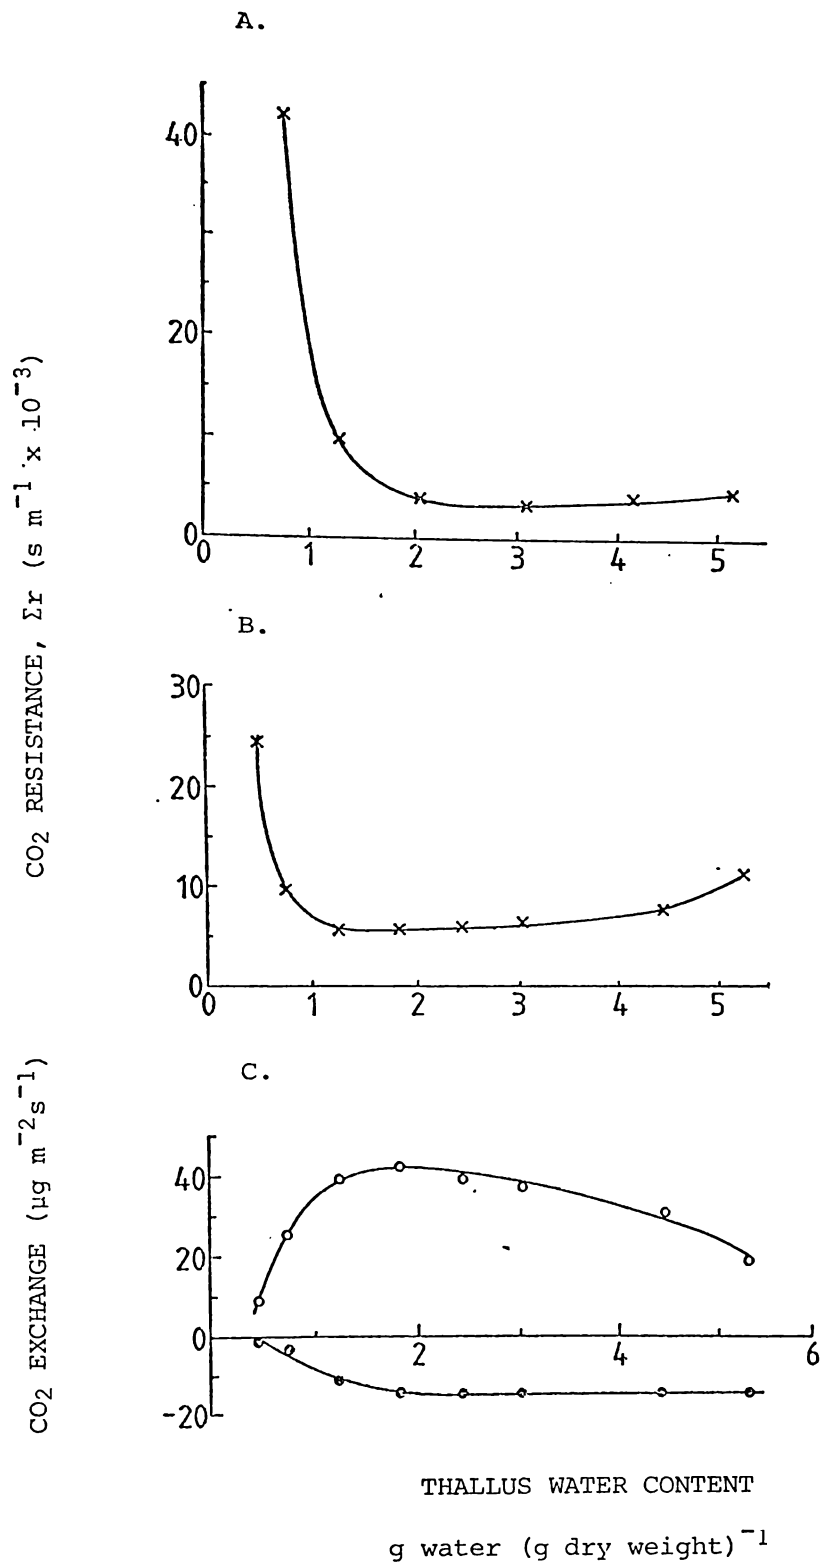 A.
40
20
0
0 1 2 3 4 5
CO₂ RESISTANCE, Σr (s m⁻¹ x 10⁻³)
B.
30
20
10
0
0 1 2 3 4 5
C.
40
20
0
-20
2 4 6
CO₂ EXCHANGE (μg m⁻²s⁻¹)
THALLUS WATER CONTENT
g water (g dry weight)⁻¹